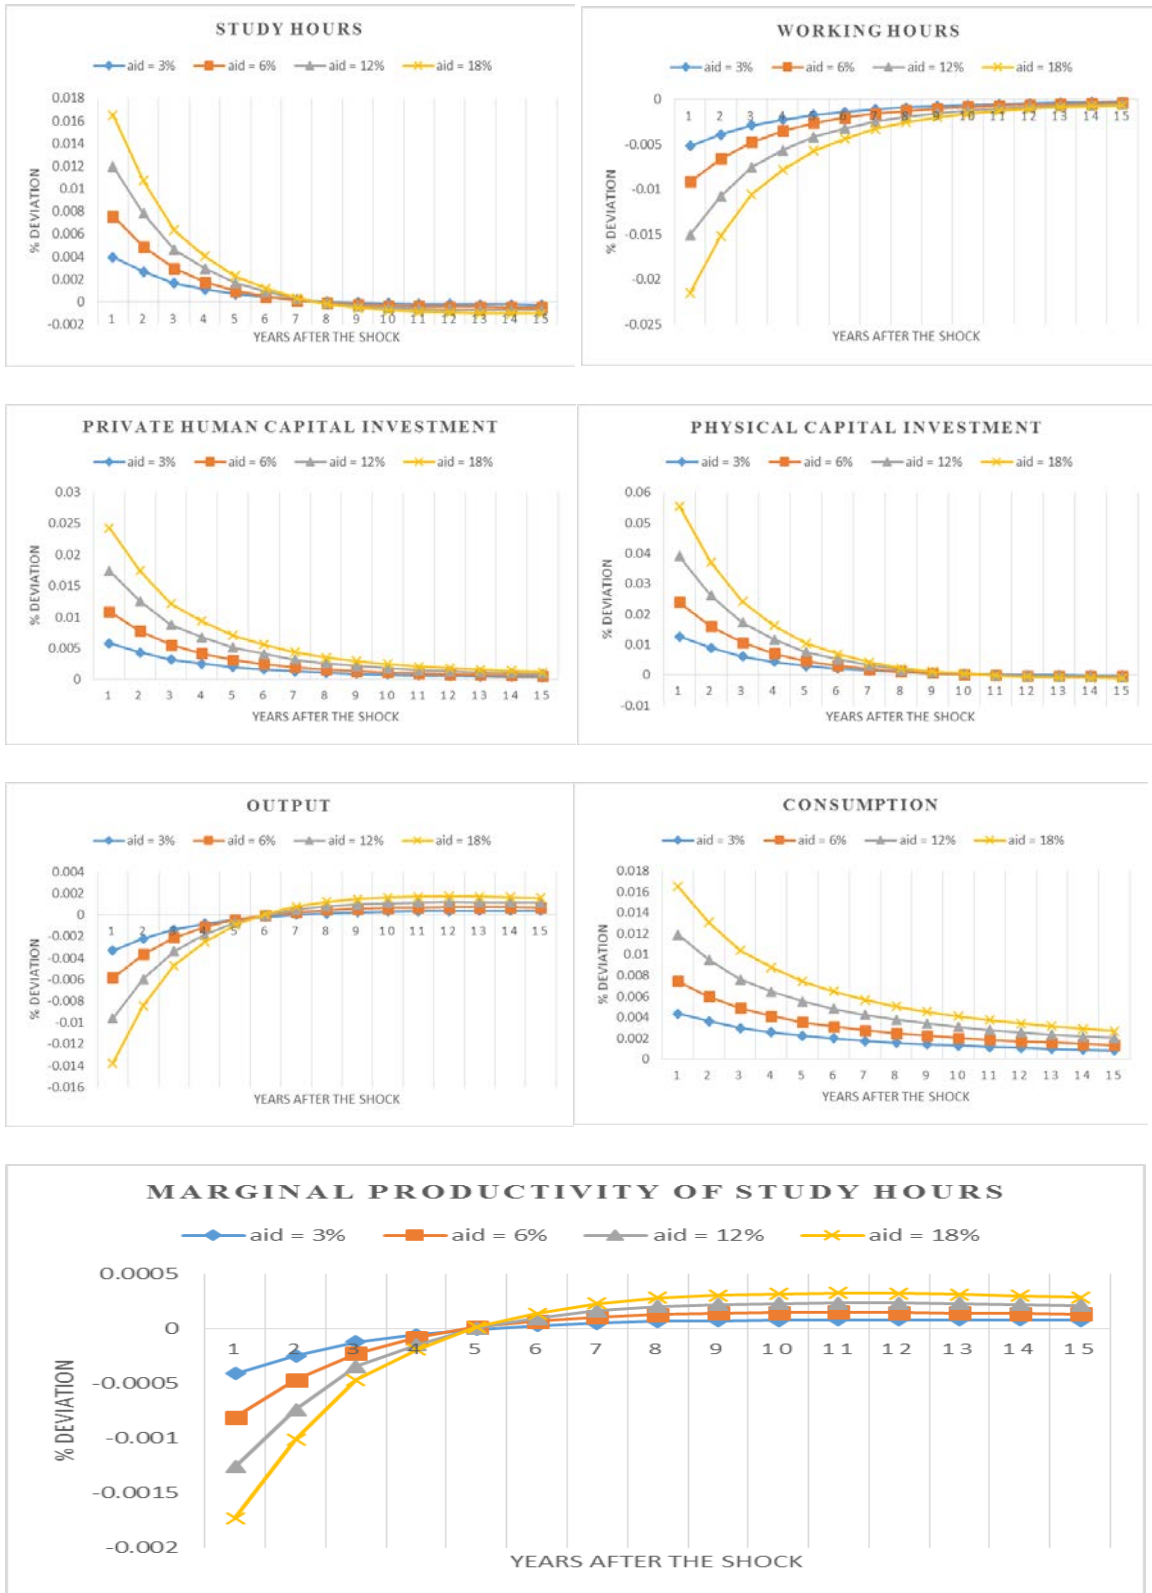 STUDY HOURS
aid = 3% aid = 6% aid = 12% aid = 18%
0.018
0.016
0.014
0.012
0.01
0.008
0.006
0.004
0.002
0
-0.002
1 2 3 4 5 6 7 8 9 10 11 12 13 14 15
% DEVIATION
YEARS AFTER THE SHOCK
WORKING HOURS
aid = 3% aid = 6% aid = 12% aid = 18%
0
-0.005
-0.01
-0.015
-0.02
-0.025
1 2 3 4 5 6 7 8 9 10 11 12 13 14 15
% DEVIATION
YEARS AFTER THE SHOCK
PRIVATE HUMAN CAPITAL INVESTMENT
aid = 3% aid = 6% aid = 12% aid = 18%
0.03
0.025
0.02
0.015
0.01
0.005
0
1 2 3 4 5 6 7 8 9 10 11 12 13 14 15
% DEVIATION
YEARS AFTER THE SHOCK
PHYSICAL CAPITAL INVESTMENT
aid = 3% aid = 6% aid = 12% aid = 18%
0.06
0.05
0.04
0.03
0.02
0.01
0
-0.01
1 2 3 4 5 6 7 8 9 10 11 12 13 14 15
% DEVIATION
YEARS AFTER THE SHOCK
OUTPUT
aid = 3% aid = 6% aid = 12% aid = 18%
0.004
0.002
0
-0.002
-0.004
-0.006
-0.008
-0.01
-0.012
-0.014
-0.016
1 2 3 4 5 6 7 8 9 10 11 12 13 14 15
% DEVIATION
YEARS AFTER THE SHOCK
CONSUMPTION
aid = 3% aid = 6% aid = 12% aid = 18%
0.018
0.016
0.014
0.012
0.01
0.008
0.006
0.004
0.002
0
1 2 3 4 5 6 7 8 9 10 11 12 13 14 15
% DEVIATION
YEARS AFTER THE SHOCK
MARGINAL PRODUCTIVITY OF STUDY HOURS
aid = 3% aid = 6% aid = 12% aid = 18%
0.0005
0
-0.0005
-0.001
-0.0015
-0.002
1 2 3 4 5 6 7 8 9 10 11 12 13 14 15
% DEVIATION
YEARS AFTER THE SHOCK